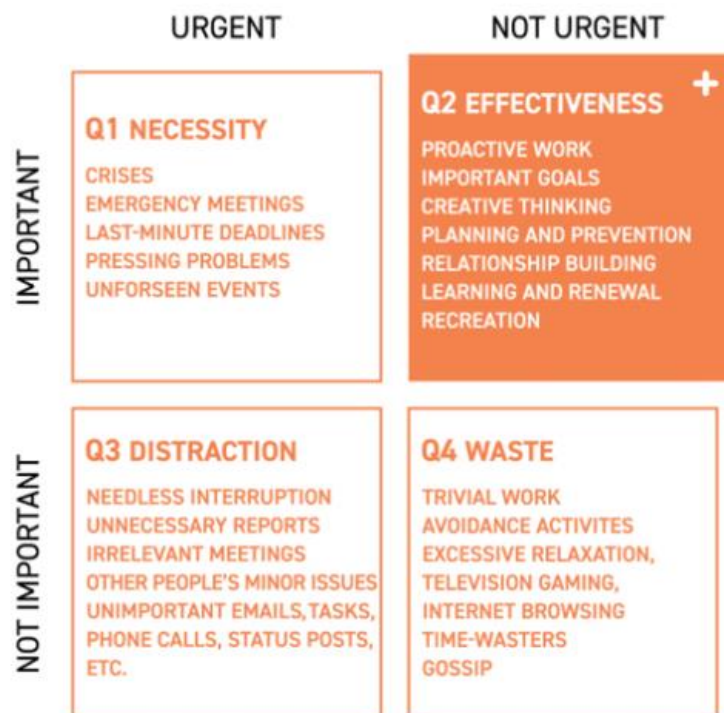 URGENT
NOT URGENT
IMPORTANT
Q1 NECESSITY
CRISES
EMERGENCY MEETINGS
LAST-MINUTE DEADLINES
PRESSING PROBLEMS
UNFORSEEN EVENTS
+
Q2 EFFECTIVENESS
PROACTIVE WORK
IMPORTANT GOALS
CREATIVE THINKING
PLANNING AND PREVENTION
RELATIONSHIP BUILDING
LEARNING AND RENEWAL
RECREATION
NOT IMPORTANT
Q3 DISTRACTION
NEEDLESS INTERRUPTION
UNNECESSARY REPORTS
IRRELEVANT MEETINGS
OTHER PEOPLE'S MINOR ISSUES
UNIMPORTANT EMAILS, TASKS,
PHONE CALLS, STATUS POSTS,
ETC.
Q4 WASTE
TRIVIAL WORK
AVOIDANCE ACTIVITES
EXCESSIVE RELAXATION,
TELEVISION GAMING,
INTERNET BROWSING
TIME-WASTERS
GOSSIP